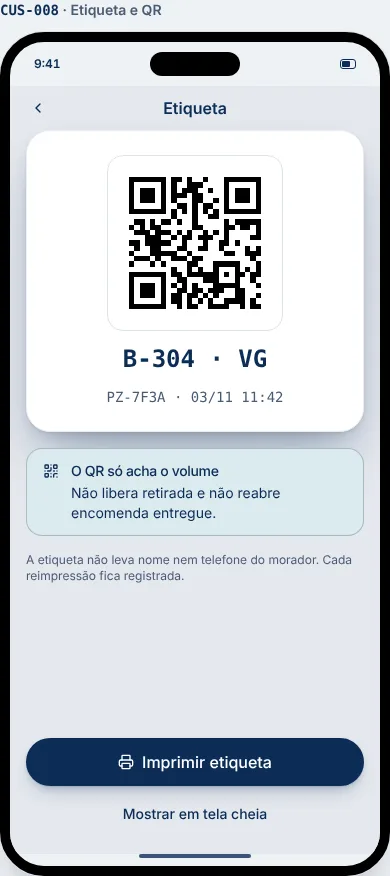 CUS-008 · Etiqueta e QR
9:41
Etiqueta
B-304 · VG
PZ-7F3A · 03/11 11:42
O QR só acha o volume
Não libera retirada e não reabre
encomenda entregue.
A etiqueta não leva nome nem telefone do morador. Cada
reimpressão fica registrada.
Imprimir etiqueta
Mostrar em tela cheia